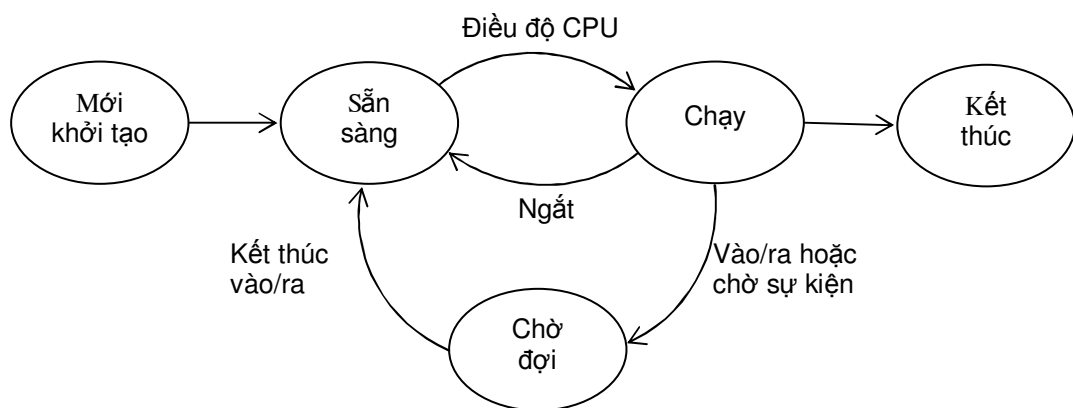 Điều độ CPU
Mới
khởi tạo
Sẵn
sàng
Chạy
Kết
thúc
Ngắt
Kết thúc
vào/ra
Vào/ra hoặc
chờ sự kiện
Chờ
đợi